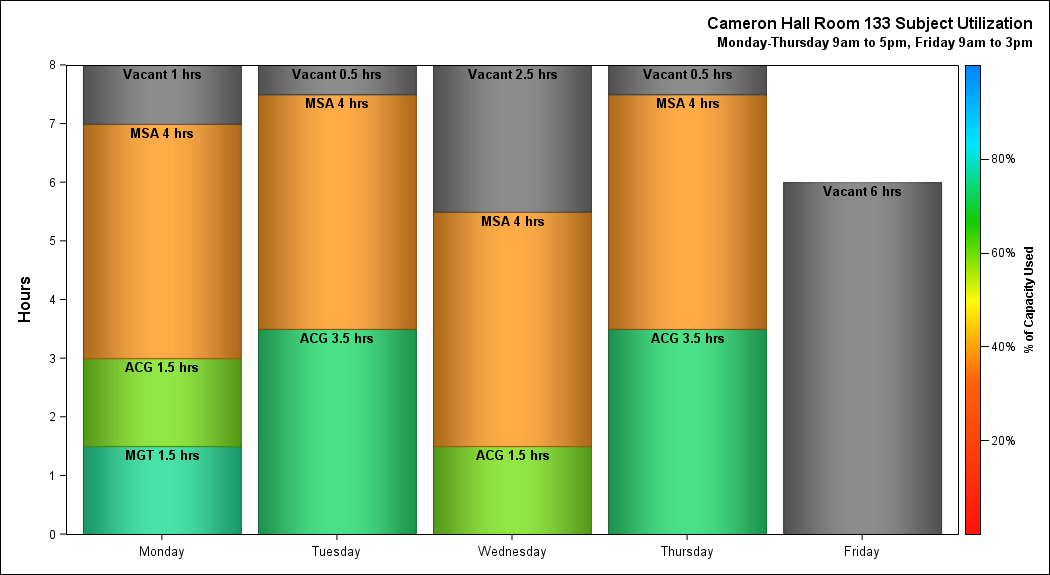 Cameron Hall Room 133 Subject Utilization
Monday-Thursday 9am to 5pm, Friday 9am to 3pm
Hours
8
7
6
5
4
3
2
1
0
Vacant 1 hrs
MSA 4 hrs
ACG 1.5 hrs
MGT 1.5 hrs
Vacant 0.5 hrs
MSA 4 hrs
ACG 3.5 hrs
Vacant 2.5 hrs
MSA 4 hrs
ACG 1.5 hrs
Vacant 0.5 hrs
MSA 4 hrs
ACG 3.5 hrs
Vacant 6 hrs
Monday
Tuesday
Wednesday
Thursday
Friday
80%
60%
40%
20%
% of Capacity Used